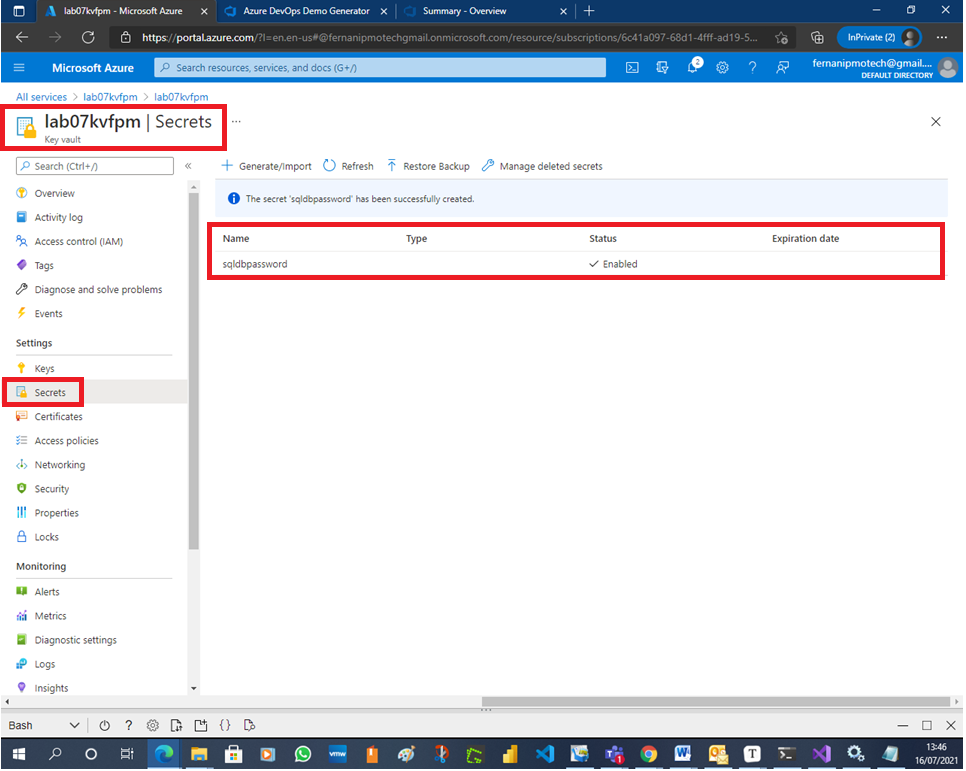 lab07kvfpm - Microsoft Azure
Azure DevOps Demo Generator
Summary - Overview
https://portal.azure.com/?l=en.en-us#@fernanipmotechgmail.onmicrosoft.com/resource/subscriptions/6c41a097-68d1-4fff-ad19-5...
InPrivate (2)
Microsoft Azure
Search resources, services, and docs (G+/)
2
fernanipmotech@gmail....
DEFAULT DIRECTORY
All services > lab07kvfpm > lab07kvfpm
lab07kvfpm | Secrets ...
Key vault
Search (Ctrl+/)
«
Generate/Import
Refresh
Restore Backup
Manage deleted secrets
The secret 'sqldbpassword' has been successfully created.
Name Type Status Expiration date
sqldbpassword Enabled
Overview
Activity log
Access control (IAM)
Tags
Diagnose and solve problems
Events
Settings
Keys
Secrets
Certificates
Access policies
Networking
Security
Properties
Locks
Monitoring
Alerts
Metrics
Diagnostic settings
Logs
Insights
Bash
? { }
vmw
1
T
13:46
16/07/2021